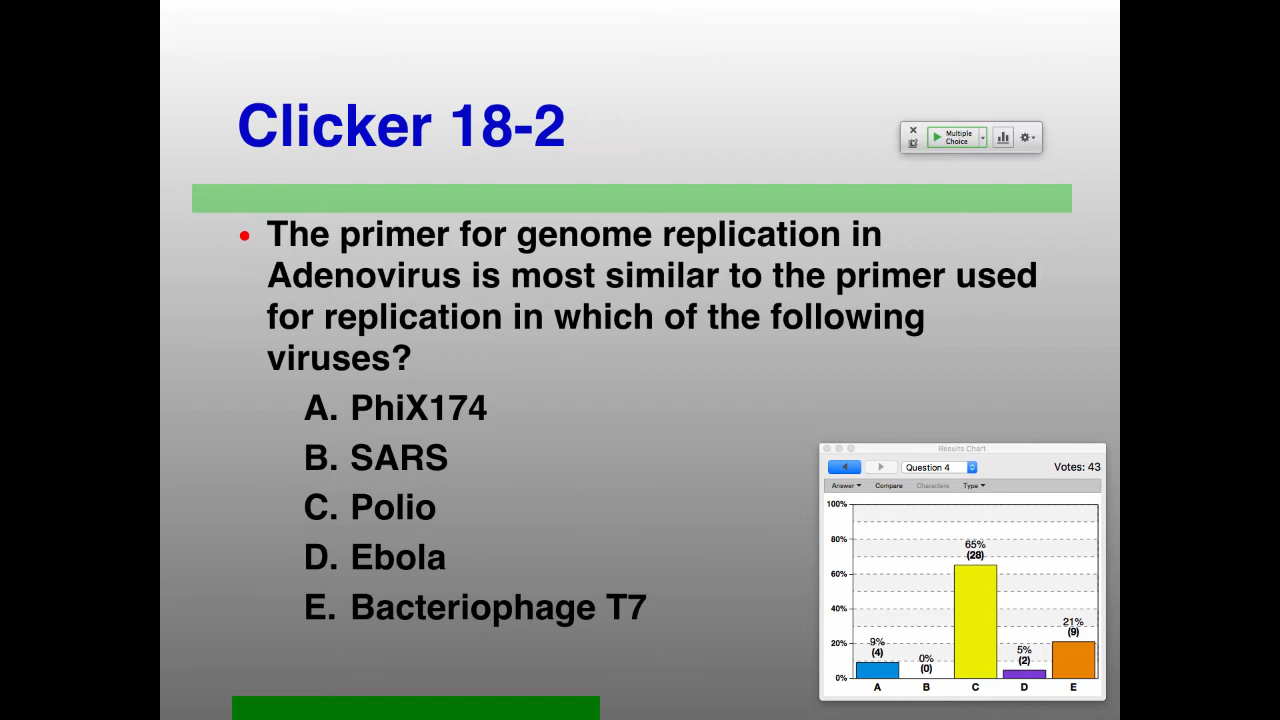 Clicker 18-2
Multiple
Choice
• The primer for genome replication in
Adenovirus is most similar to the primer used
for replication in which of the following
viruses?
A. PhiX174
B. SARS
C. Polio
D. Ebola
E. Bacteriophage T7
Results Chart
Question 4
Votes: 43
Answer Compare Characters Type
100%
80%
60%
40%
20%
0%
9%
(4)
0%
(0)
65%
(28)
5%
(2)
21%
(9)
A B C D E